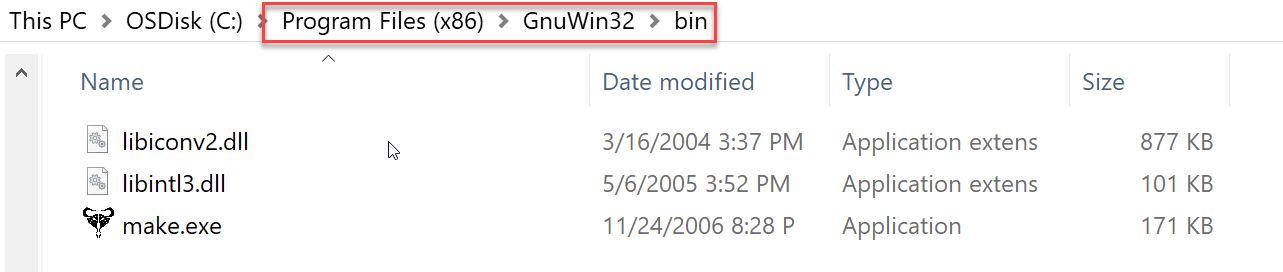 This PC > OSDisk (C:) > Program Files (x86) > GnuWin32 > bin
Name Date modified Type Size
libiconv2.dll 3/16/2004 3:37 PM Application extens 877 KB
libintl3.dll 5/6/2005 3:52 PM Application extens 101 KB
make.exe 11/24/2006 8:28 P Application 171 KB